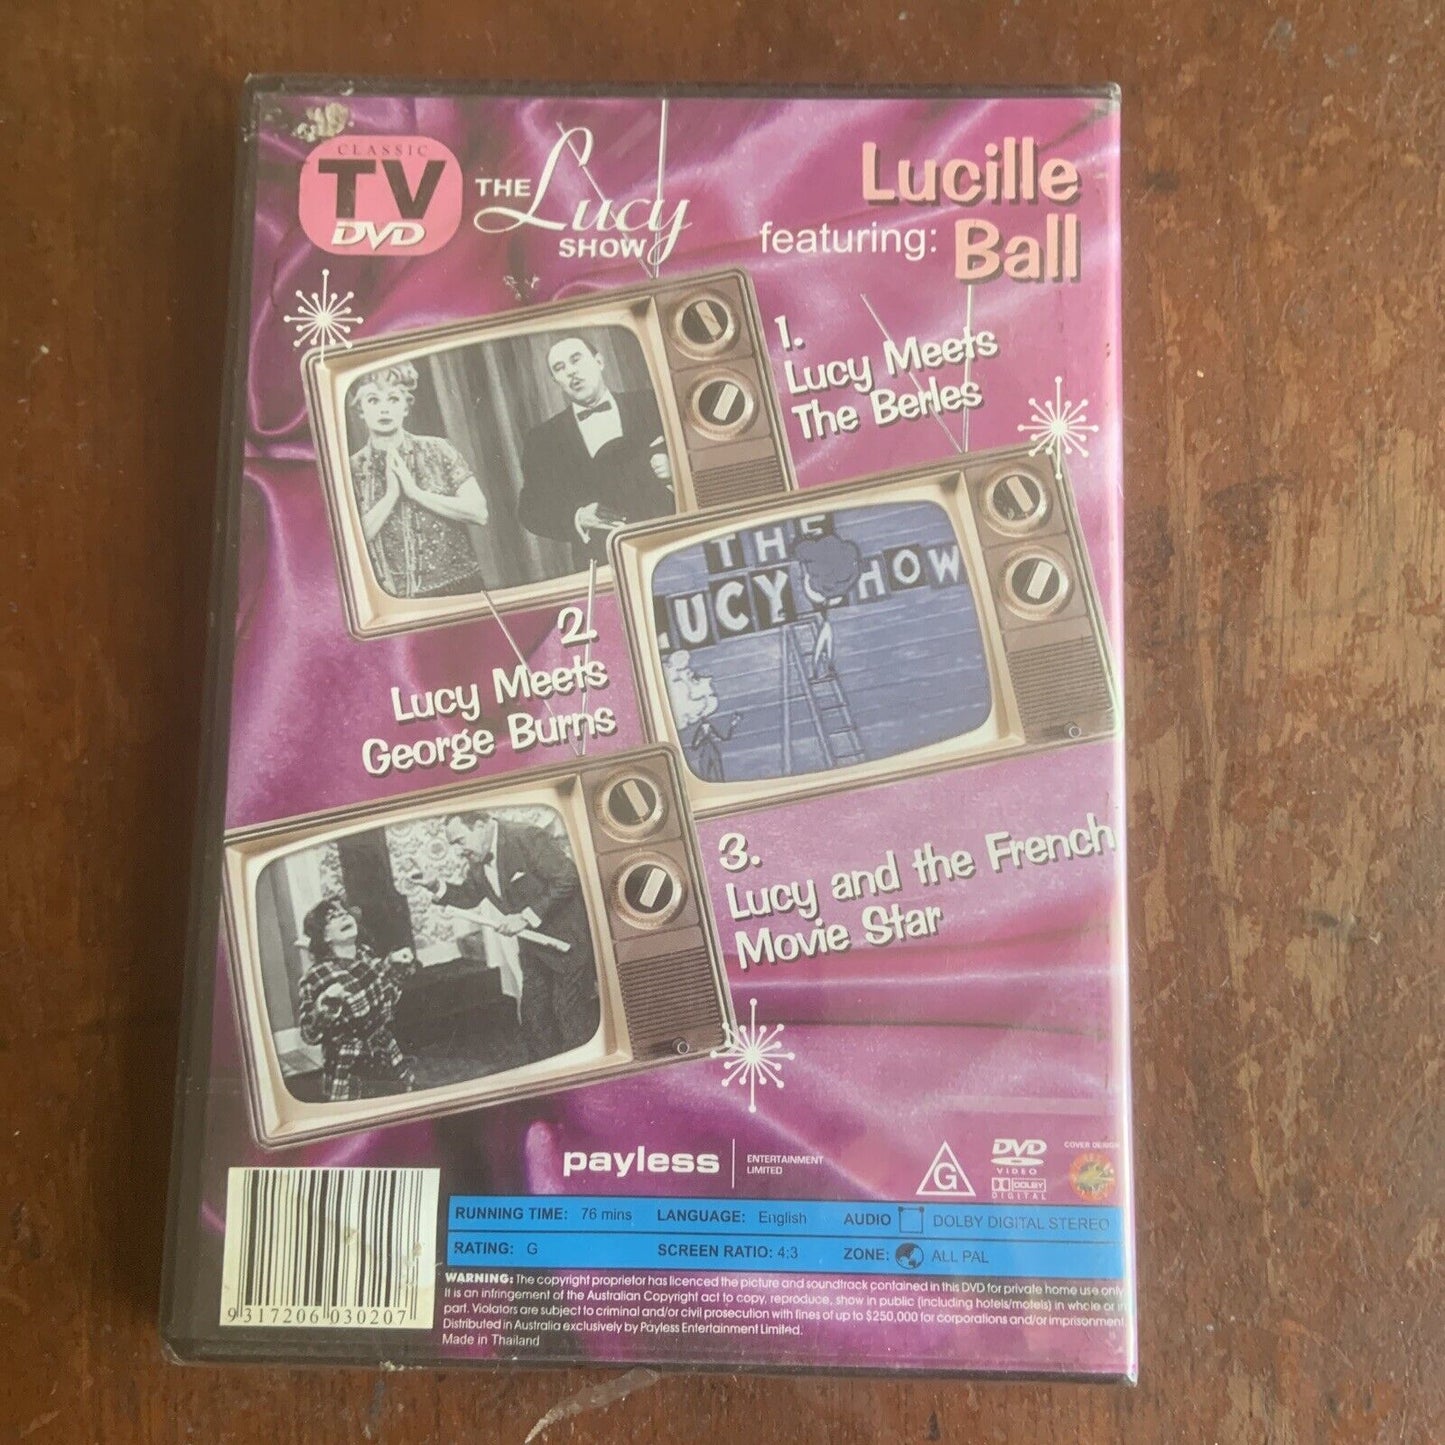 CLASSIC
TV
DVD
THE Lucy
SHOW
featuring:
Lucille
Ball
1.
Lucy Meets
The Berles
THE
LUCY SHOW
2.
Lucy Meets
George Burns
3.
Lucy and the French
Movie Star
payless
ENTERTAINMENT
LIMITED
G
DVD
VIDEO
DOLBY
DIGITAL
COVER DESIGN
RUNNING TIME: 76 mins LANGUAGE: English AUDIO DOLBY DIGITAL STEREO
RATING: G SCREEN RATIO: 4:3 ZONE: ALL PAL
WARNING: The copyright proprietor has licenced the picture and soundtrack contained in this DVD for private home use only
It is an infringement of the Australian Copyright act to copy, reproduce, show in public (including hotels/motels) in whole or in
part. Violators are subject to criminal and/or civil prosecution with fines of up to $250,000 for corporations and/or imprisonment
Distributed in Australia exclusively by Payless Entertainment Limited.
Made in Thailand
9 317206 030207